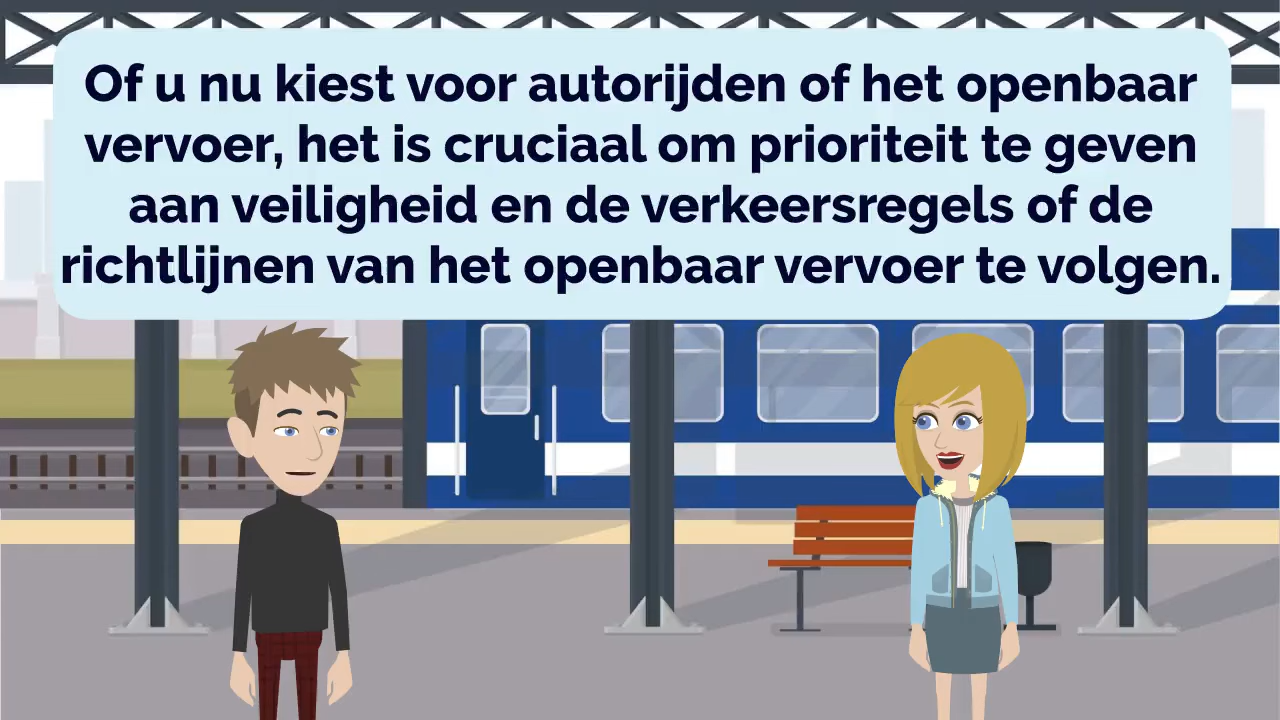 Of u nu kiest voor autorijden of het openbaar
vervoer, het is cruciaal om prioriteit te geven
aan veiligheid en de verkeersregels of de
richtlijnen van het openbaar vervoer te volgen.